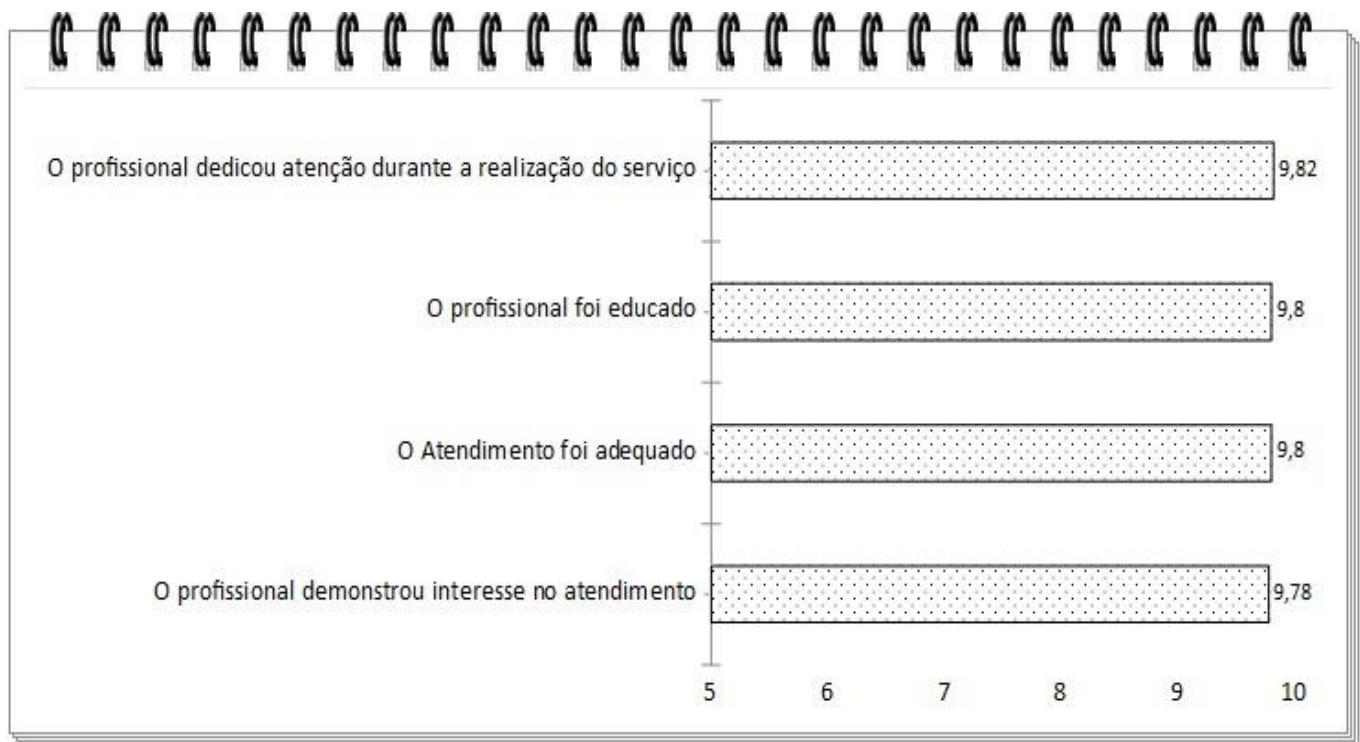 O profissional dedicou atenção durante a realização do serviço
9,82
O profissional foi educado
9,8
O Atendimento foi adequado
9,8
O profissional demonstrou interesse no atendimento
9,78
5 6 7 8 9 10